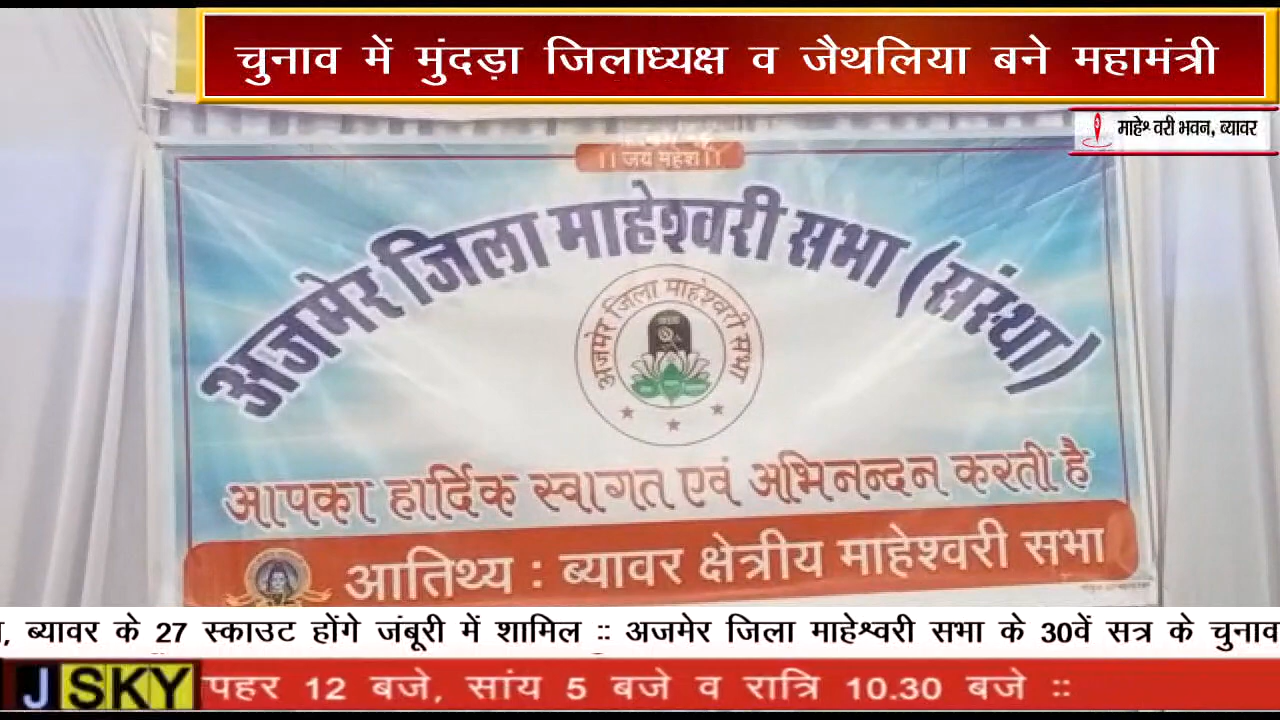 चुनाव में मुंदड़ा जिलाध्यक्ष व जैथलिया बने महामंत्री
माहेश्वरी भवन, ब्यावर
।। जय महेश ।।
अजमेर जिला माहेश्वरी सभा (संस्था)
अजमेर जिला माहेश्वरी सभा
आपका हार्दिक स्वागत एवं अभिनन्दन करती है
आतिथ्य : ब्यावर क्षेत्रीय माहेश्वरी सभा
, ब्यावर के 27 स्काउट होंगे जंबूरी में शामिल :: अजमेर जिला माहेश्वरी सभा के 30वें सत्र के चुनाव
J SKY पहर 12 बजे, सांय 5 बजे व रात्रि 10.30 बजे ::